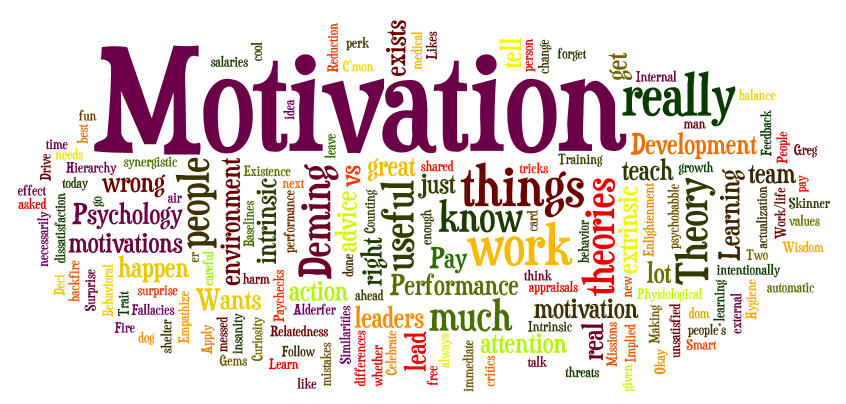 Motivation
really
things
work
know
much
people
useful
Deming
theories
Theory
Learning
environment
intrinsic
extrinsic
Psychology
motivations
wrong
happen
Wants
action
leaders
lead
Performance
Pay
just
great
vs
advice
right
attention
motivation
real
lot
team
teach
Development
get
tell
exists
salaries
cool
Reduction
perk
C'mon
medical
Likes
person
change
forget
Internal
balance
idea
leave
man
Feedback
People
Greg
pay
fun
best
time
needs
Drive
Hierarchy
synergistic
effect
asked
today
go
air
necessarily
dissatisfaction
er
careful
Existence
Baselines
next
performance
harm
Paychecks
shared
tricks
Training
growth
Counting
enough
card
done
behavior
Enlightenment
psychobabble
actualization
Work/life
Skinner
values
Two
Wisdom
intentionally
automatic
Deci
backfire
Surprise
Behavioral
Trait
surprise
Fallacies
Fire
dog
shelter
Empathize
Apply
messed
Gems
insanity
Curiosity
Alderfer
Relatedness
Follow
Learn
like
mistakes
Similarities
ahead
differences
whether
Celebrate
free
always
immediate
critics
think
appraisals
Intrinsic
talk
threats
new
Physiological
Missions
Implied
given
Making
Okay
unsatisfied
dom
people's
Smart
learning
external
Hygiene